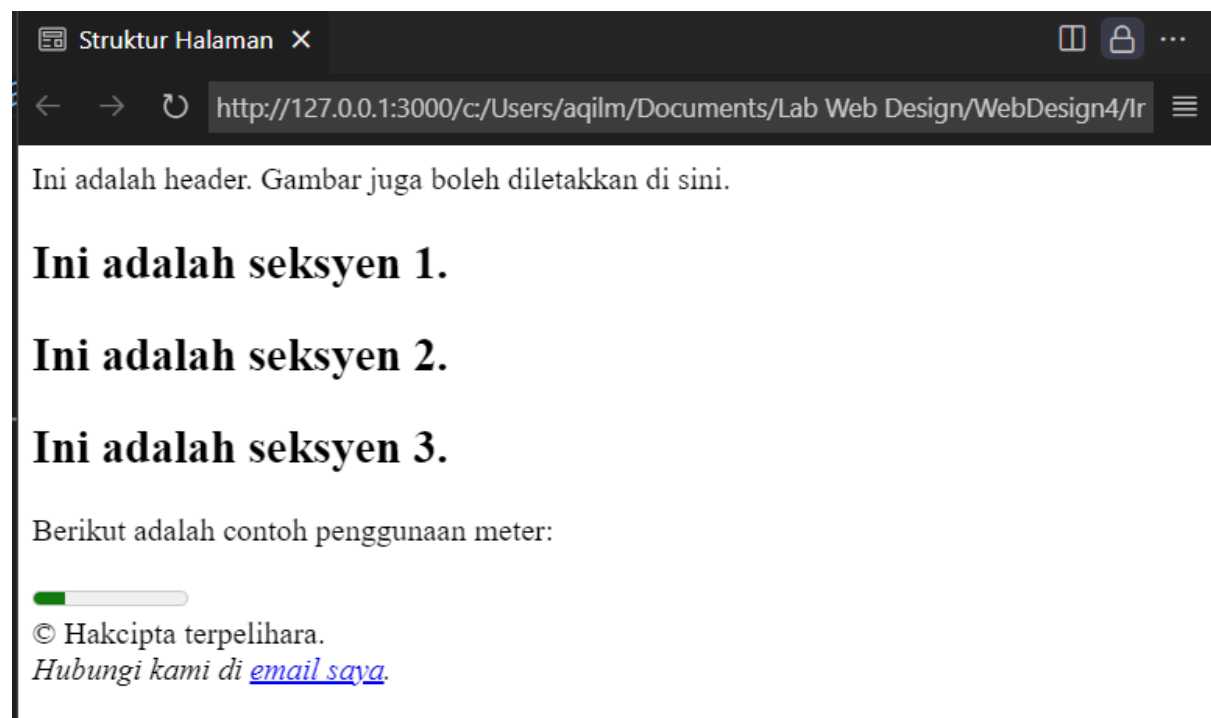 Struktur Halaman
http://127.0.0.1:3000/c:/Users/aqilm/Documents/Lab Web Design/WebDesign4/Ir
Ini adalah header. Gambar juga boleh diletakkan di sini.
Ini adalah seksyen 1.
Ini adalah seksyen 2.
Ini adalah seksyen 3.
Berikut adalah contoh penggunaan meter:
© Hakcipta terpelihara.
Hubungi kami di email saya.